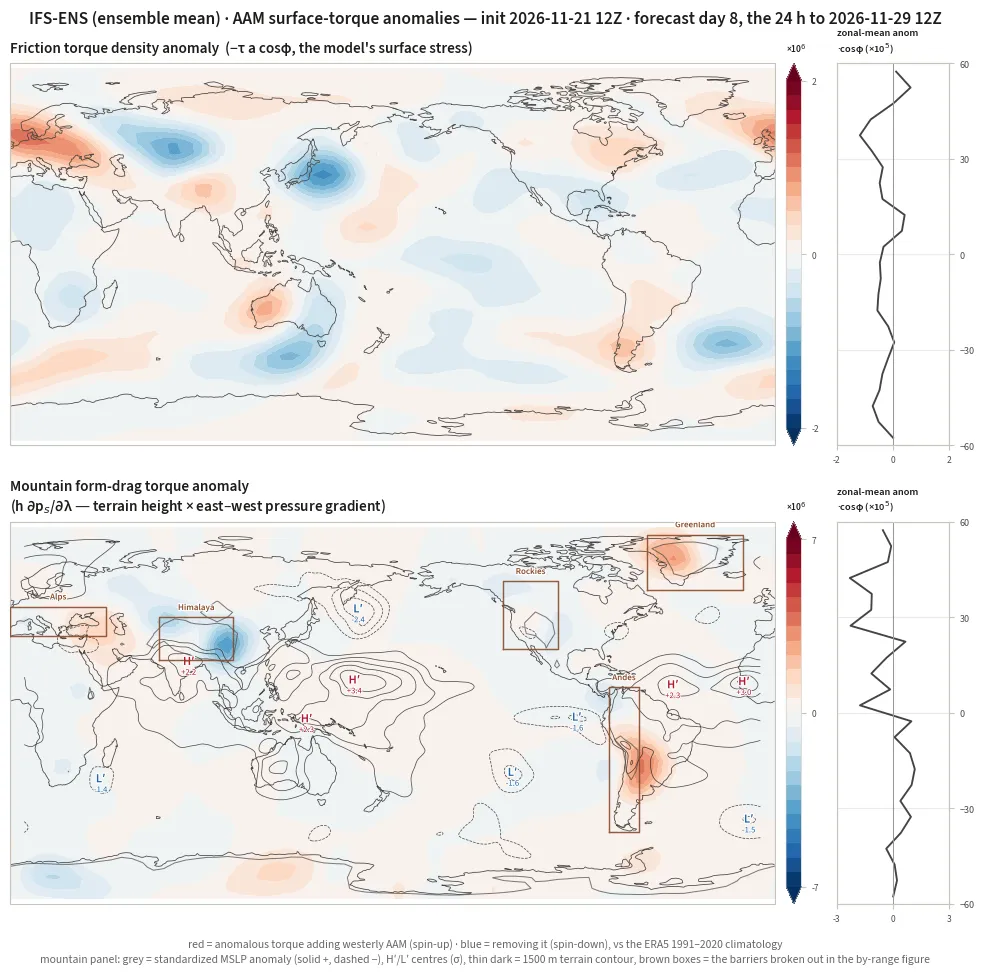 IFS-ENS (ensemble mean) · AAM surface-torque anomalies — init 2026-11-21 12Z · forecast day 8, the 24 h to 2026-11-29 12Z
Friction torque density anomaly (−τ a cosϕ, the model's surface stress)
×10⁶
zonal-mean anom
·cosϕ (×10⁵)
2
0
-2
60
30
0
−30
−60
-2
0
2
Mountain form-drag torque anomaly
(h ∂pₛ/∂λ — terrain height × east–west pressure gradient)
×10⁶
zonal-mean anom
·cosϕ (×10⁵)
Greenland
Rockies
Alps
Himalaya
Andes
L′
-2.4
H′
+2.2
H′
+3.4
H′
+2.3
H′
+3.0
H′
+2.3
L′
-1.6
L′
-1.6
L′
-1.4
L′
-1.5
7
0
-7
60
30
0
−30
−60
-3
0
3
red = anomalous torque adding westerly AAM (spin-up) · blue = removing it (spin-down), vs the ERA5 1991–2020 climatology
mountain panel: grey = standardized MSLP anomaly (solid +, dashed −), H′/L′ centres (σ), thin dark = 1500 m terrain contour, brown boxes = the barriers broken out in the by-range figure